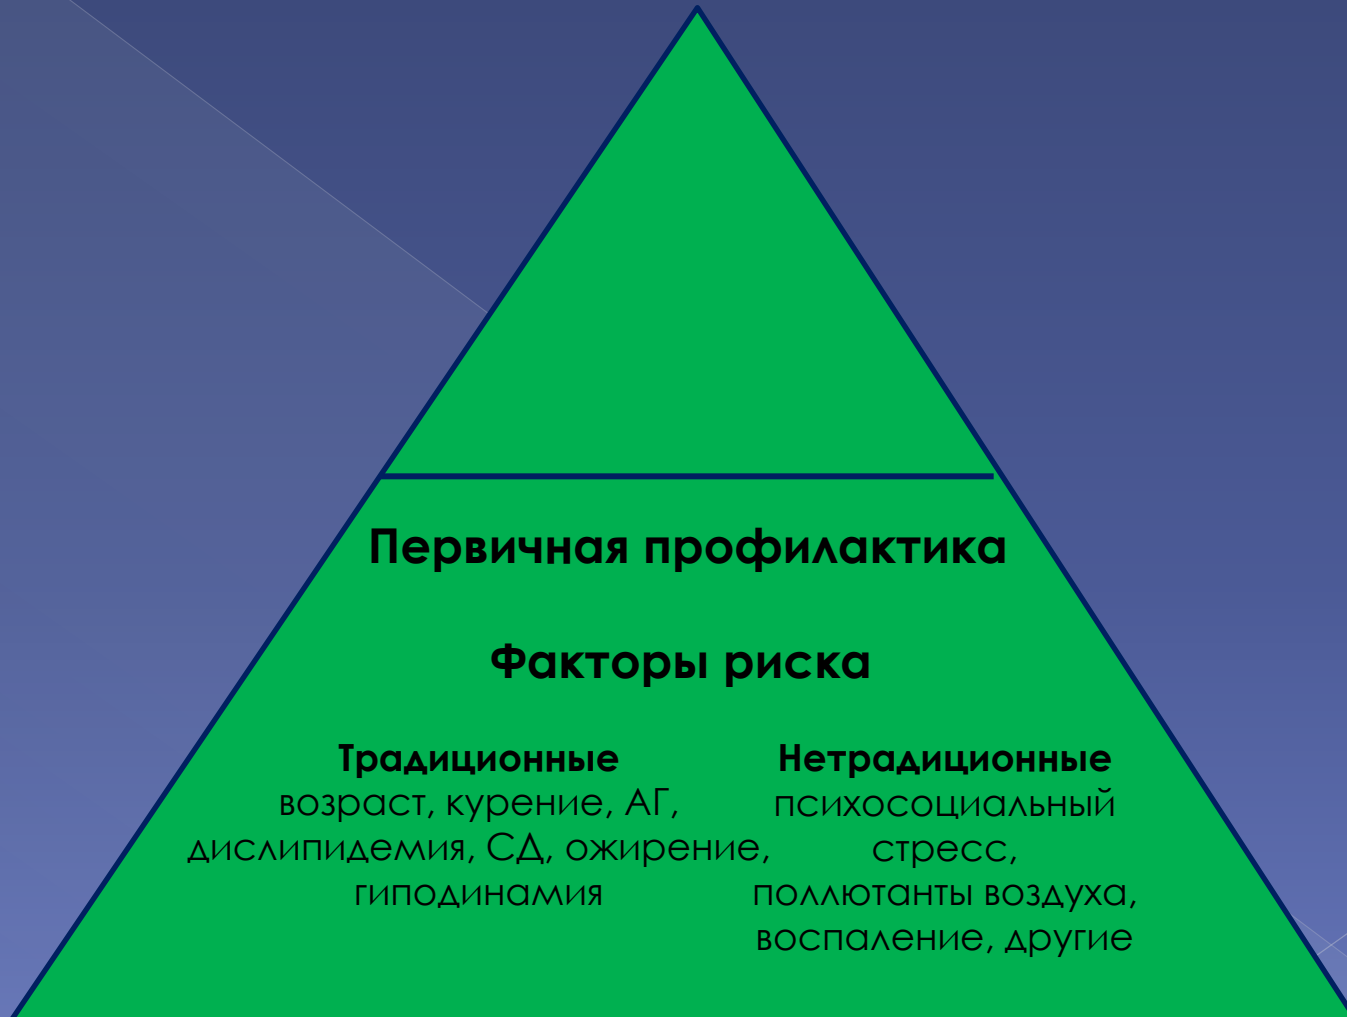 Первичная профилактика
Факторы риска
Традиционные
возраст, курение, АГ,
дислипидемия, СД, ожирение,
гиподинамия
Нетрадиционные
психосоциальный
стресс,
поллютанты воздуха,
воспаление, другие